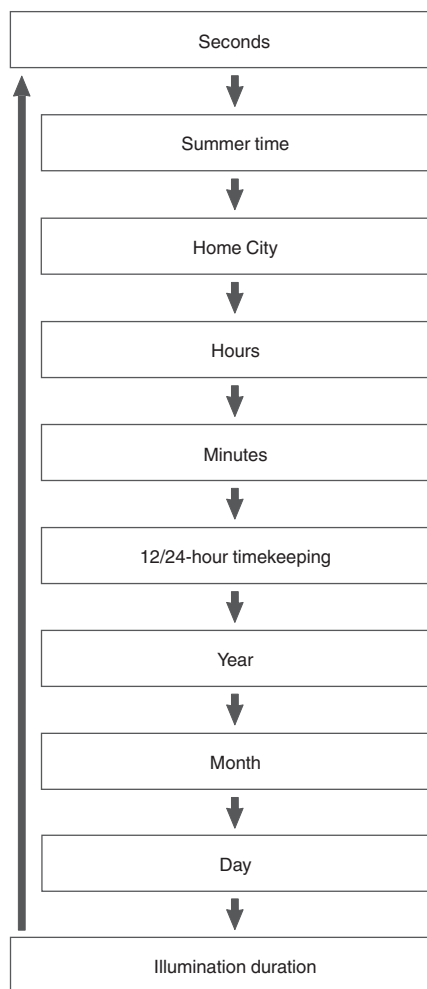 Seconds
Summer time
Home City
Hours
Minutes
12/24-hour timekeeping
Year
Month
Day
Illumination duration